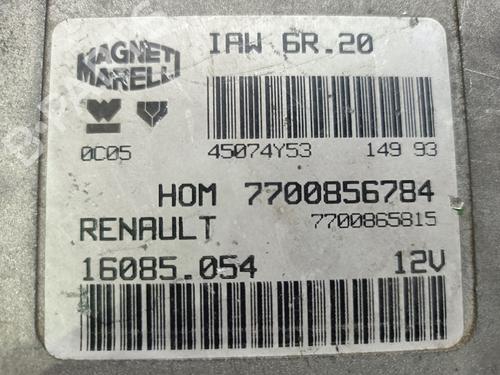 MAGNETI
MARELLI
IAW 6R.20
0C05
45074Y53
149 93
HOM 7700856784
RENAULT
7700865815
16085.054
12V